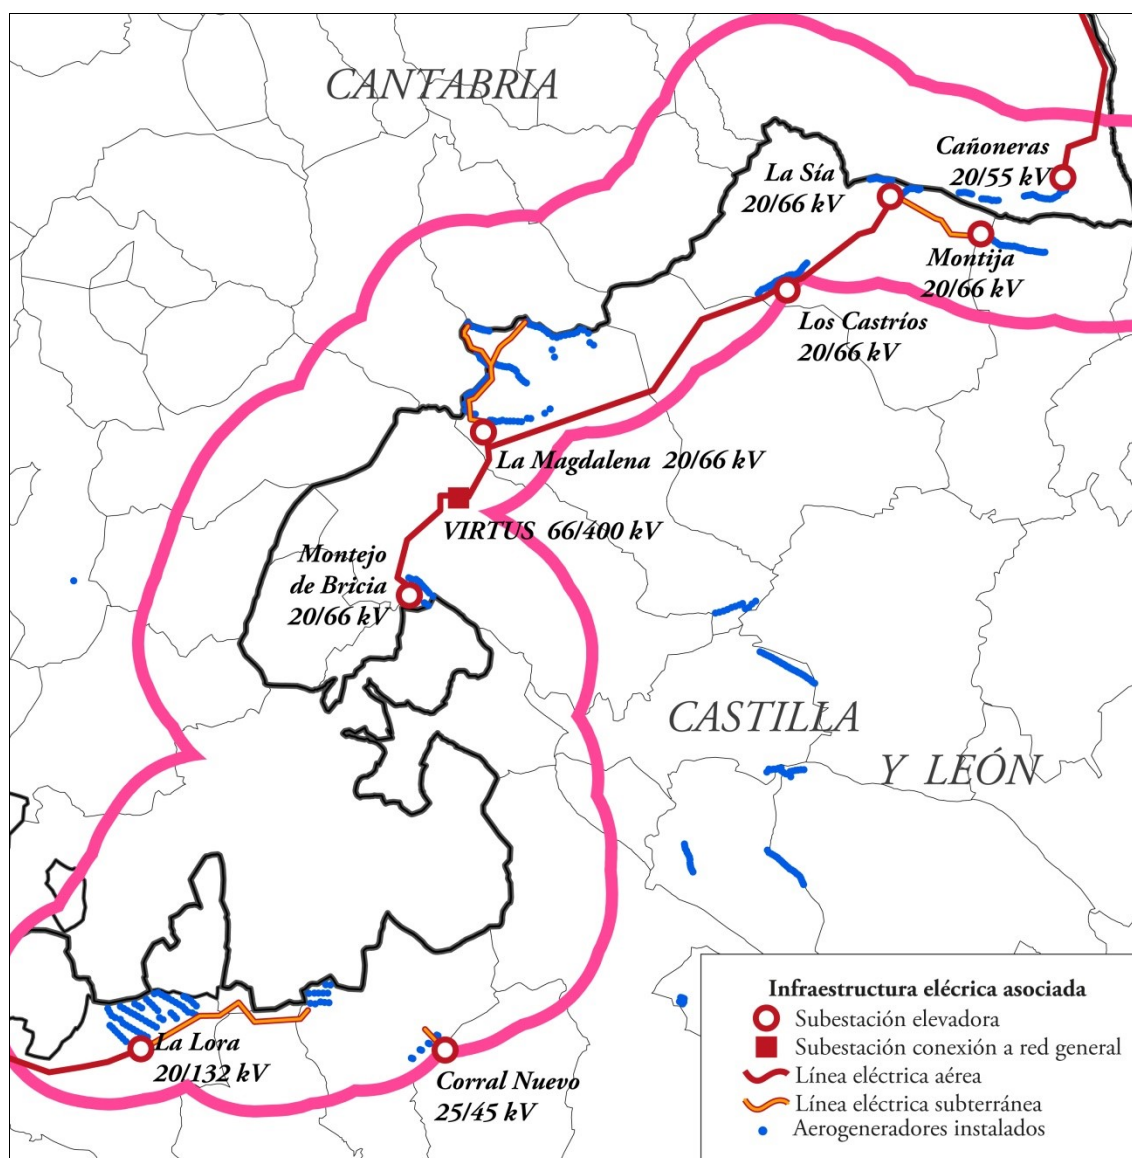 CANTABRIA
Cañoneras
20/55 kV
La Sía
20/66 kV
Montija
20/66 kV
Los Castríos
20/66 kV
La Magdalena 20/66 kV
VIRTUS 66/400 kV
Montejo
de Bricia
20/66 kV
CASTILLA
Y LEÓN
La Lora
20/132 kV
Corral Nuevo
25/45 kV
Infraestructura elécrica asociada
Subestación elevadora
Subestación conexión a red general
Línea eléctrica aérea
Línea eléctrica subterránea
Aerogeneradores instalados